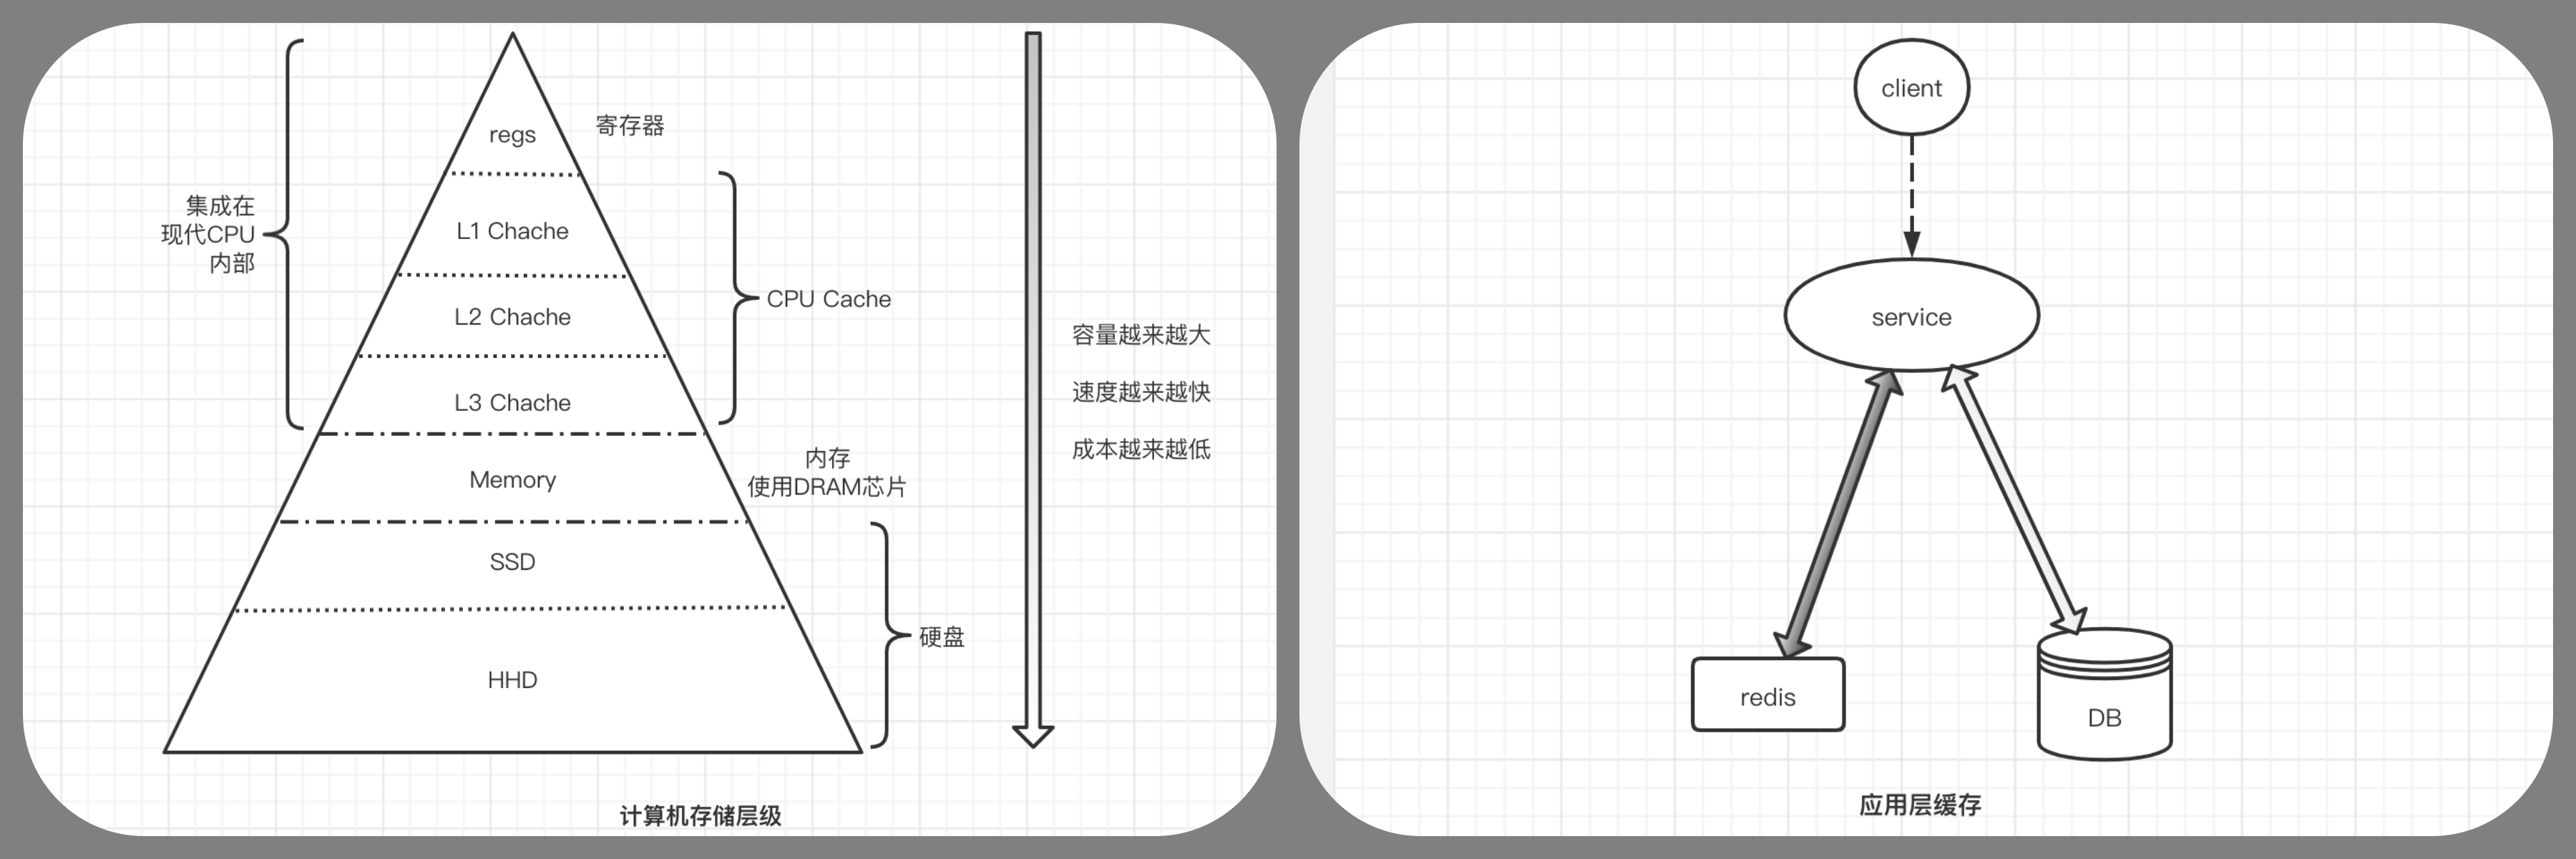 regs
寄存器
集成在
现代CPU
内部
L1 Chache
L2 Chache
CPU Cache
L3 Chache
容量越来越大
速度越来越快
成本越来越低
内存
使用DRAM芯片
Memory
SSD
硬盘
HHD
计算机存储层级
client
service
redis
DB
应用层缓存